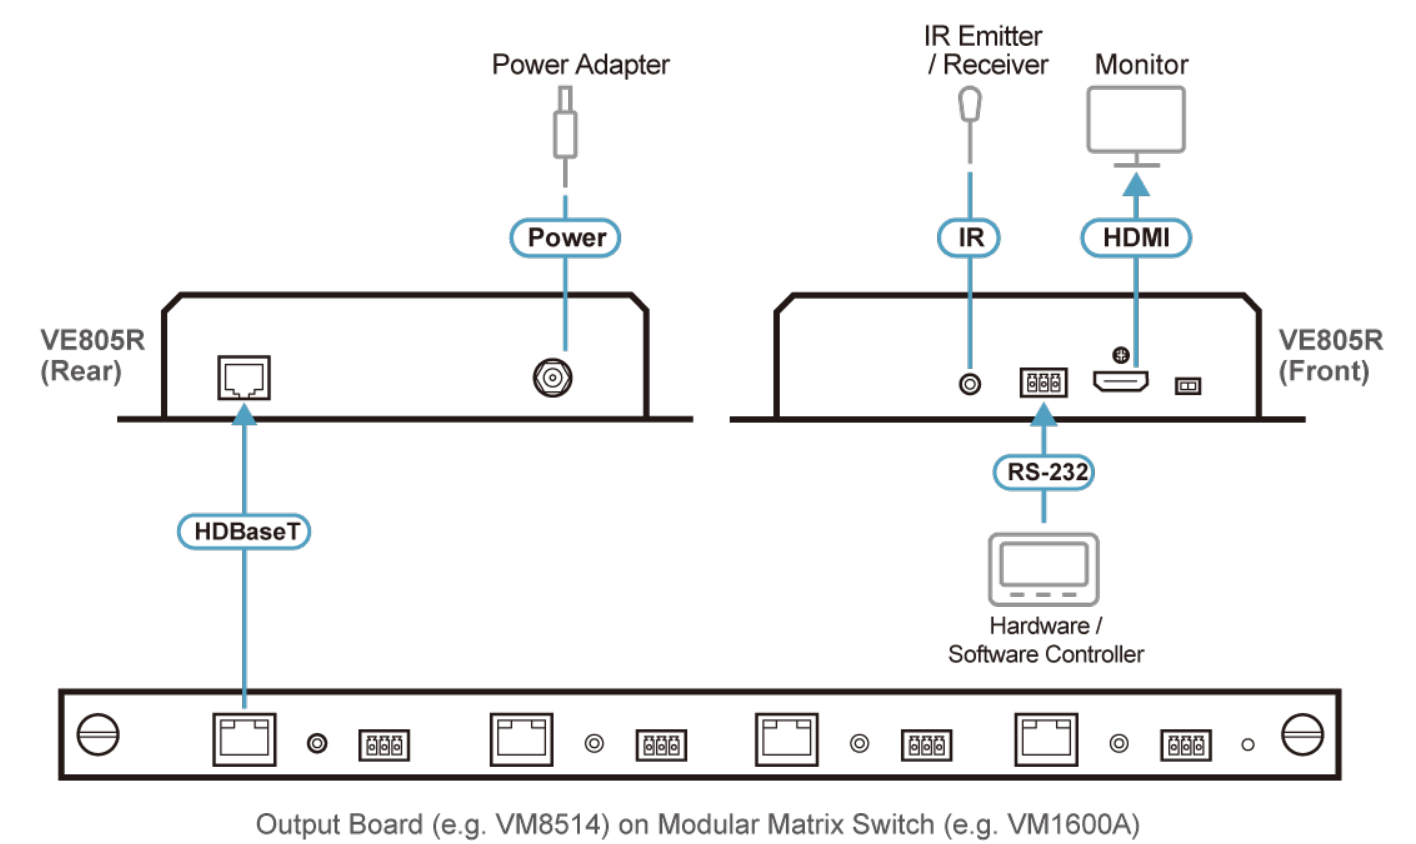 Power Adapter
IR Emitter
/ Receiver
Monitor
Power
IR
HDMI
VE805R
(Rear)
VE805R
(Front)
RS-232
HDBaseT
Hardware /
Software Controller
Output Board (e.g. VM8514) on Modular Matrix Switch (e.g. VM1600A)